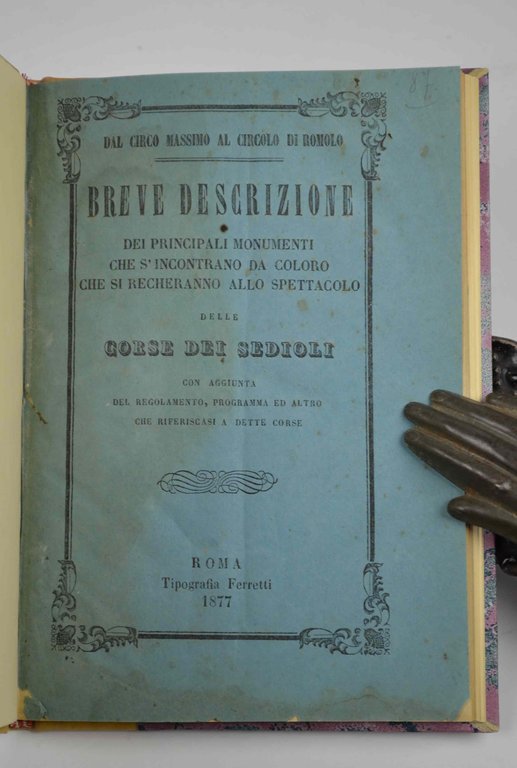 87.
DAL CIRCO MASSIMO AL CIRCOLO DI ROMOLO
BREVE DESCRIZIONE
DEI PRINCIPALI MONUMENTI
CHE S' INCONTRANO DA COLORO
CHE SI RECHERANNO ALLO SPETTACOLO
DELLE
CORSE DEI SEDIOLI
CON AGGIUNTA
DEL REGOLAMENTO, PROGRAMMA ED ALTRO
CHE RIFERISCASI A DETTE CORSE
ROMA
Tipografia Ferretti
1877